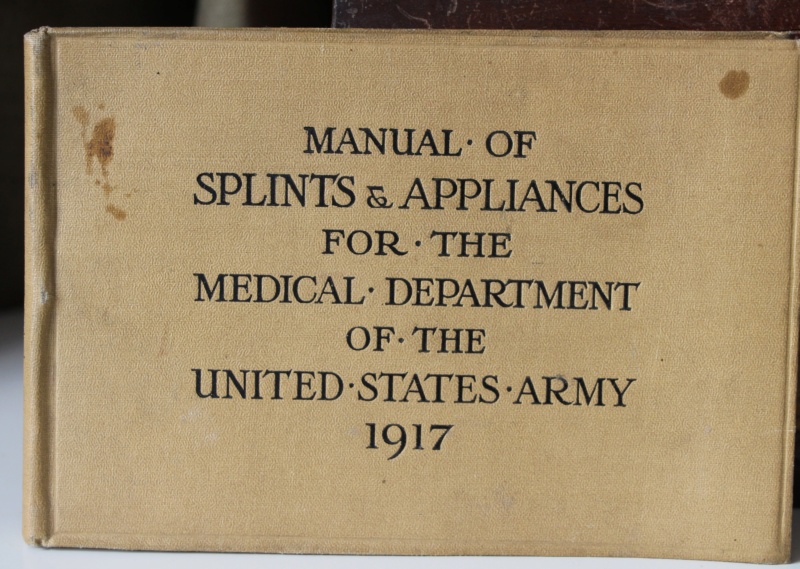 MANUAL· OF
SPLINTS & APPLIANCES
FOR · THE
MEDICAL· DEPARTMENT
OF· THE
UNITED·STATES·ARMY
1917